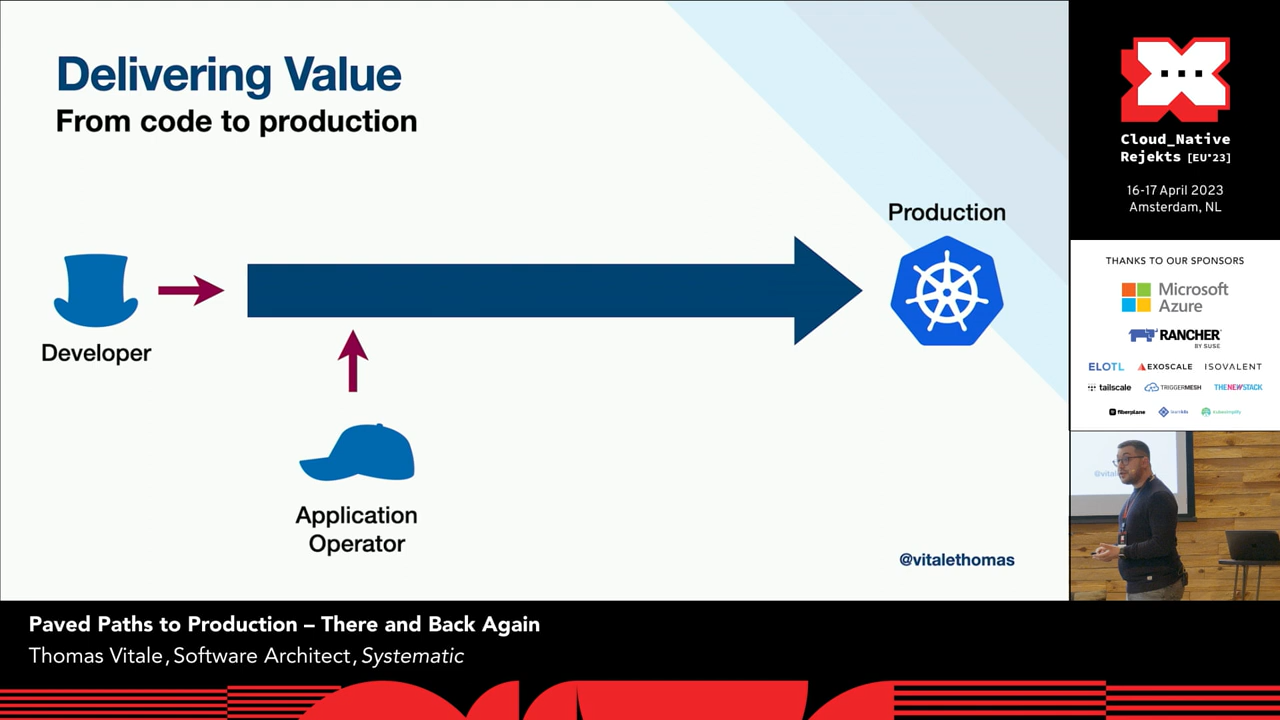 Delivering Value
From code to production
Production
Developer
Application
Operator
@vitalethomas
Cloud_Native
Rejekts [EU*23]
16-17 April 2023
Amsterdam, NL
THANKS TO OUR SPONSORS
Microsoft
Azure
RANCHER
BY SUSE
ELOTL
EXOSCALE
ISOVALENT
tailscale
TRIGGERMESH
THENEWSTACK
fiberplane
kubesimplify
Paved Paths to Production – There and Back Again
Thomas Vitale, Software Architect, Systematic